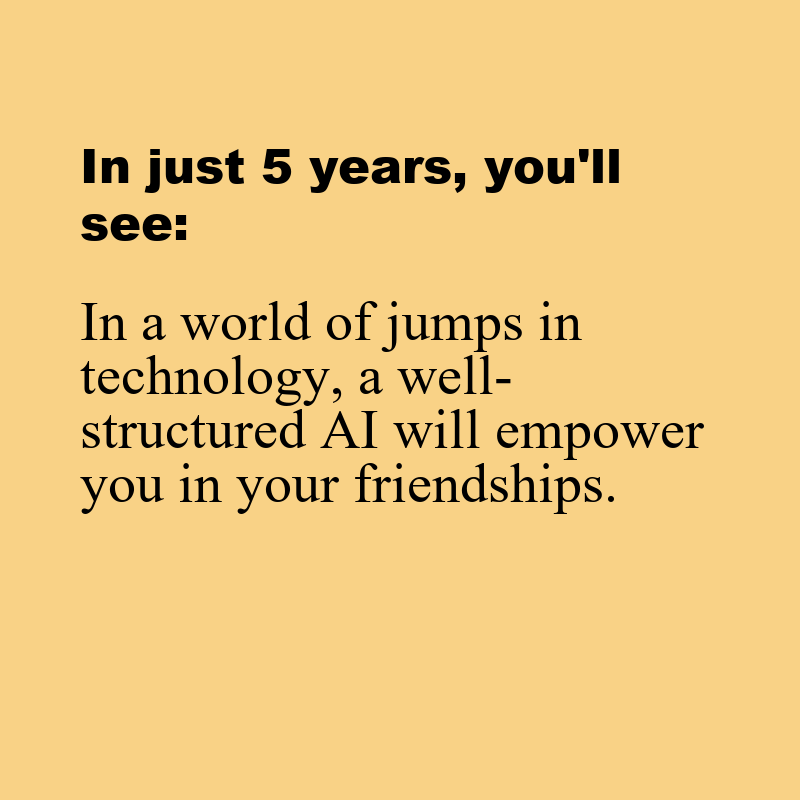 In just 5 years, you'll
see:
In a world of jumps in
technology, a well-
structured AI will empower
you in your friendships.